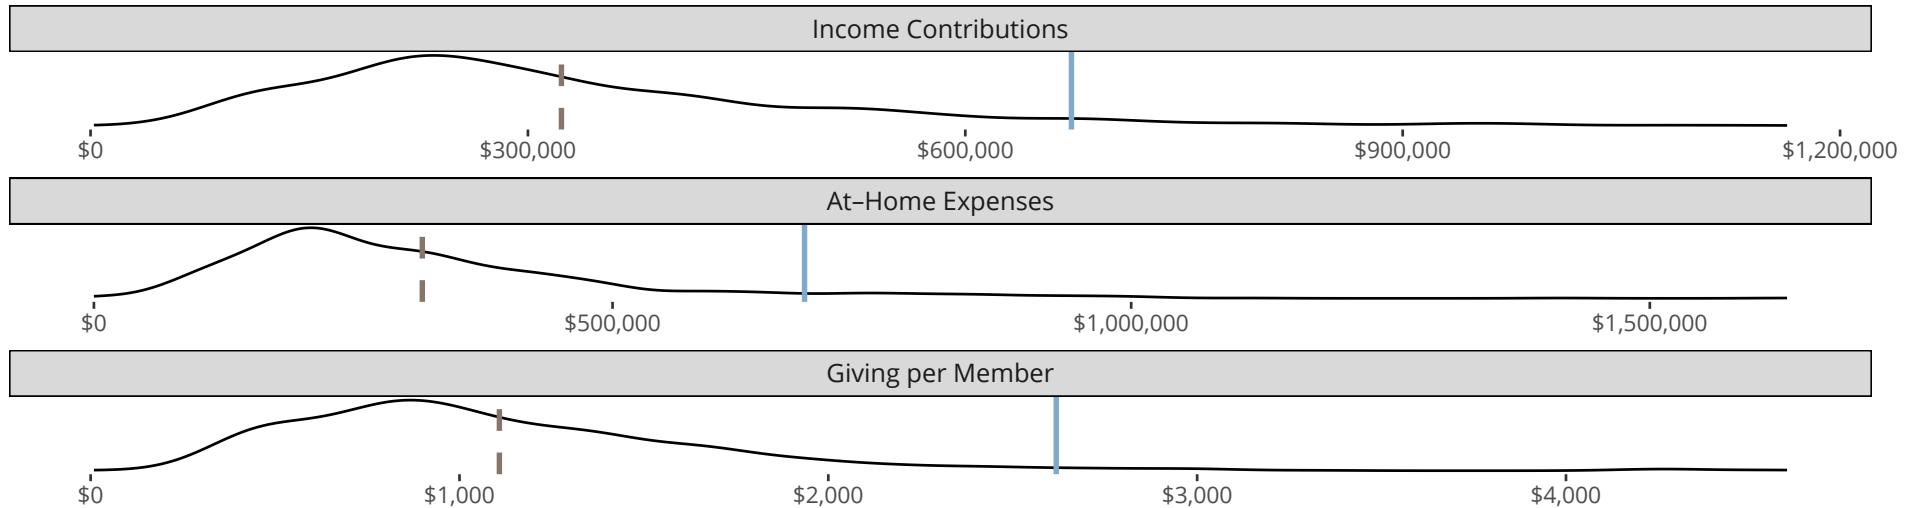 Income Contributions
$0 $300,000 $600,000 $900,000 $1,200,000
At–Home Expenses
$0 $500,000 $1,000,000 $1,500,000
Giving per Member
$0 $1,000 $2,000 $3,000 $4,000